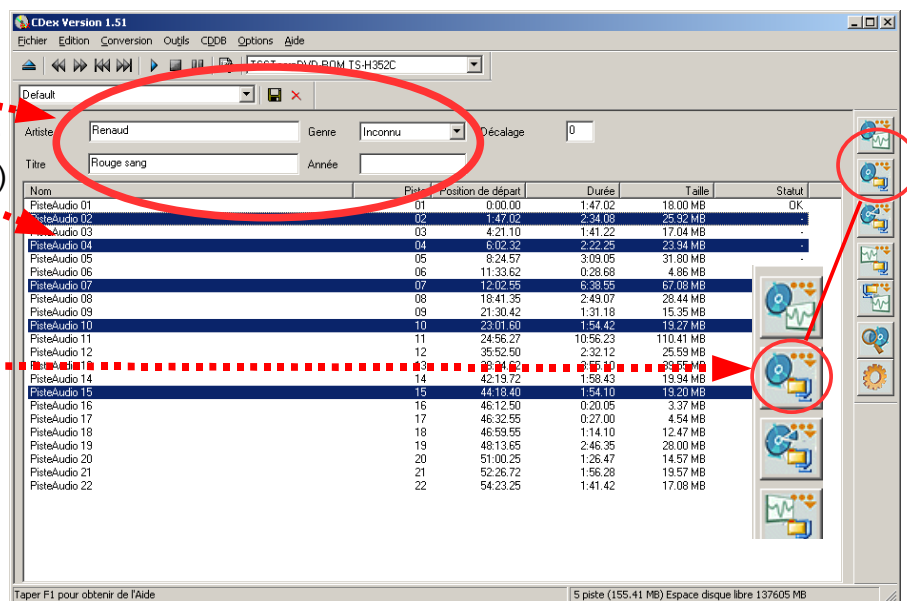 CDex Version 1.51
Fichier Edition Conversion Outils CDDB Options Aide
DVD-ROM TS-H352C
Default
Artiste Renaud Genre Inconnu Décalage 0
Titre Rouge sang Année
Nom Piste Position de départ Durée Taille Statut
PisteAudio 01 01 0:00.00 1:47.02 18.00 MB OK
PisteAudio 02 02 1:47.02 2:34.08 25.92 MB -
PisteAudio 03 03 4:21.10 1:41.22 17.04 MB -
PisteAudio 04 04 6:02.32 2:22.25 23.94 MB -
PisteAudio 05 05 8:24.57 3:09.05 31.80 MB -
PisteAudio 06 06 11:33.62 0:28.68 4.86 MB
PisteAudio 07 07 12:02.55 6:38.55 67.08 MB
PisteAudio 08 08 18:41.35 2:49.07 28.44 MB
PisteAudio 09 09 21:30.42 1:31.18 15.35 MB
PisteAudio 10 10 23:01.60 1:54.42 19.27 MB
PisteAudio 11 11 24:56.27 10:56.23 110.41 MB
PisteAudio 12 12 35:52.50 2:32.12 25.59 MB
13
PisteAudio 14 14 42:19.72 1:58.43 19.94 MB
PisteAudio 15 15 44:18.40 1:54.10 19.20 MB
PisteAudio 16 16 46:12.50 0:20.05 3.37 MB
PisteAudio 17 17 46:32.55 0:27.00 4.54 MB
PisteAudio 18 18 46:59.55 1:14.10 12.47 MB
PisteAudio 19 19 48:13.65 2:46.35 28.00 MB
PisteAudio 20 20 51:00.25 1:26.47 14.57 MB
PisteAudio 21 21 52:26.72 1:56.28 19.57 MB
PisteAudio 22 22 54:23.25 1:41.42 17.08 MB
Taper F1 pour obtenir de l'Aide 5 piste (155.41 MB) Espace disque libre 137605 MB